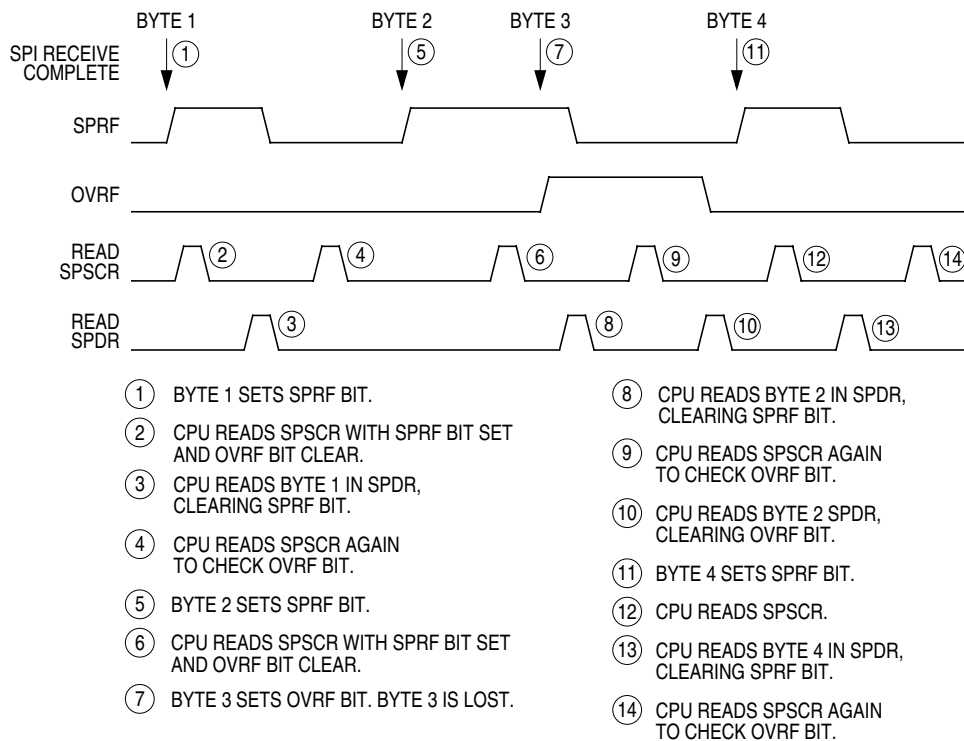 BYTE 1 BYTE 2 BYTE 3 BYTE 4
SPI RECEIVE
COMPLETE
1 5 7 11
SPRF
OVRF
READ
SPSCR
2 4 6 9 12 14
READ
SPDR
3 8 10 13
1 BYTE 1 SETS SPRF BIT.
2 CPU READS SPSCR WITH SPRF BIT SET
AND OVRF BIT CLEAR.
3 CPU READS BYTE 1 IN SPDR,
CLEARING SPRF BIT.
4 CPU READS SPSCR AGAIN
TO CHECK OVRF BIT.
5 BYTE 2 SETS SPRF BIT.
6 CPU READS SPSCR WITH SPRF BIT SET
AND OVRF BIT CLEAR.
7 BYTE 3 SETS OVRF BIT. BYTE 3 IS LOST.
8 CPU READS BYTE 2 IN SPDR,
CLEARING SPRF BIT.
9 CPU READS SPSCR AGAIN
TO CHECK OVRF BIT.
10 CPU READS BYTE 2 SPDR,
CLEARING OVRF BIT.
11 BYTE 4 SETS SPRF BIT.
12 CPU READS SPSCR.
13 CPU READS BYTE 4 IN SPDR,
CLEARING SPRF BIT.
14 CPU READS SPSCR AGAIN
TO CHECK OVRF BIT.